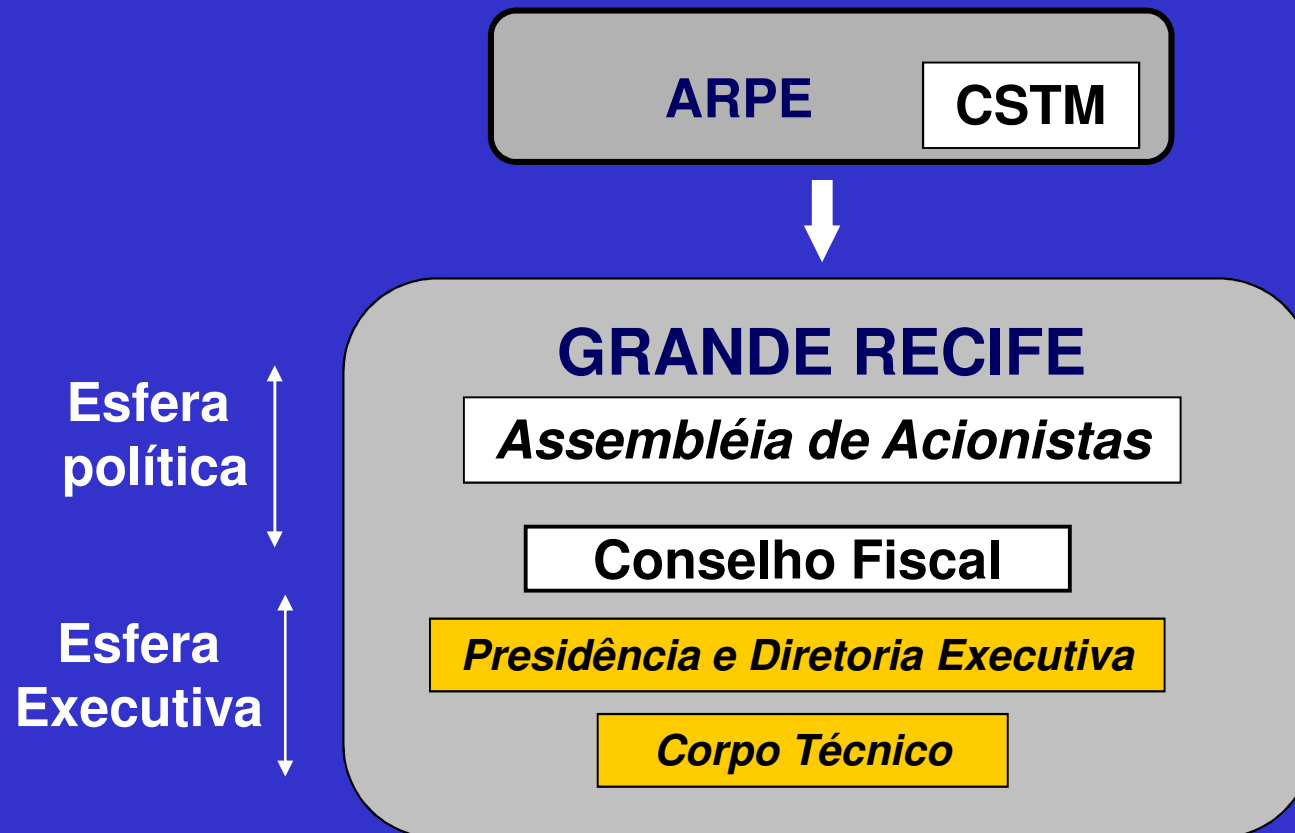 ARPE
CSTM
GRANDE RECIFE
Esfera
política
Assembléia de Acionistas
Conselho Fiscal
Esfera
Executiva
Presidência e Diretoria Executiva
Corpo Técnico